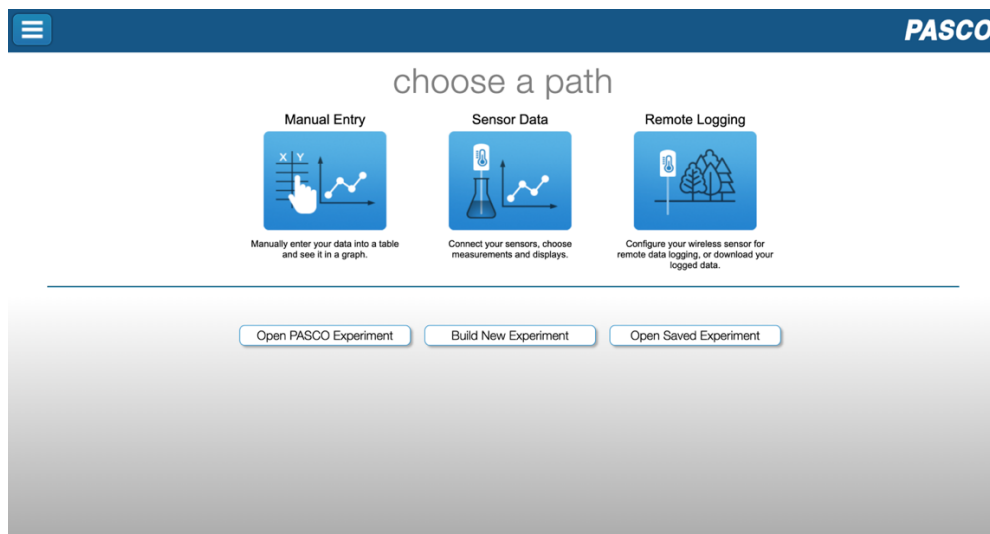 PASCO
choose a path
Manual Entry
Sensor Data
Remote Logging
X Y
Manually enter your data into a table
and see it in a graph.
Connect your sensors, choose
measurements and displays.
Configure your wireless sensor for
remote data logging, or download your
logged data.
Open PASCO Experiment
Build New Experiment
Open Saved Experiment